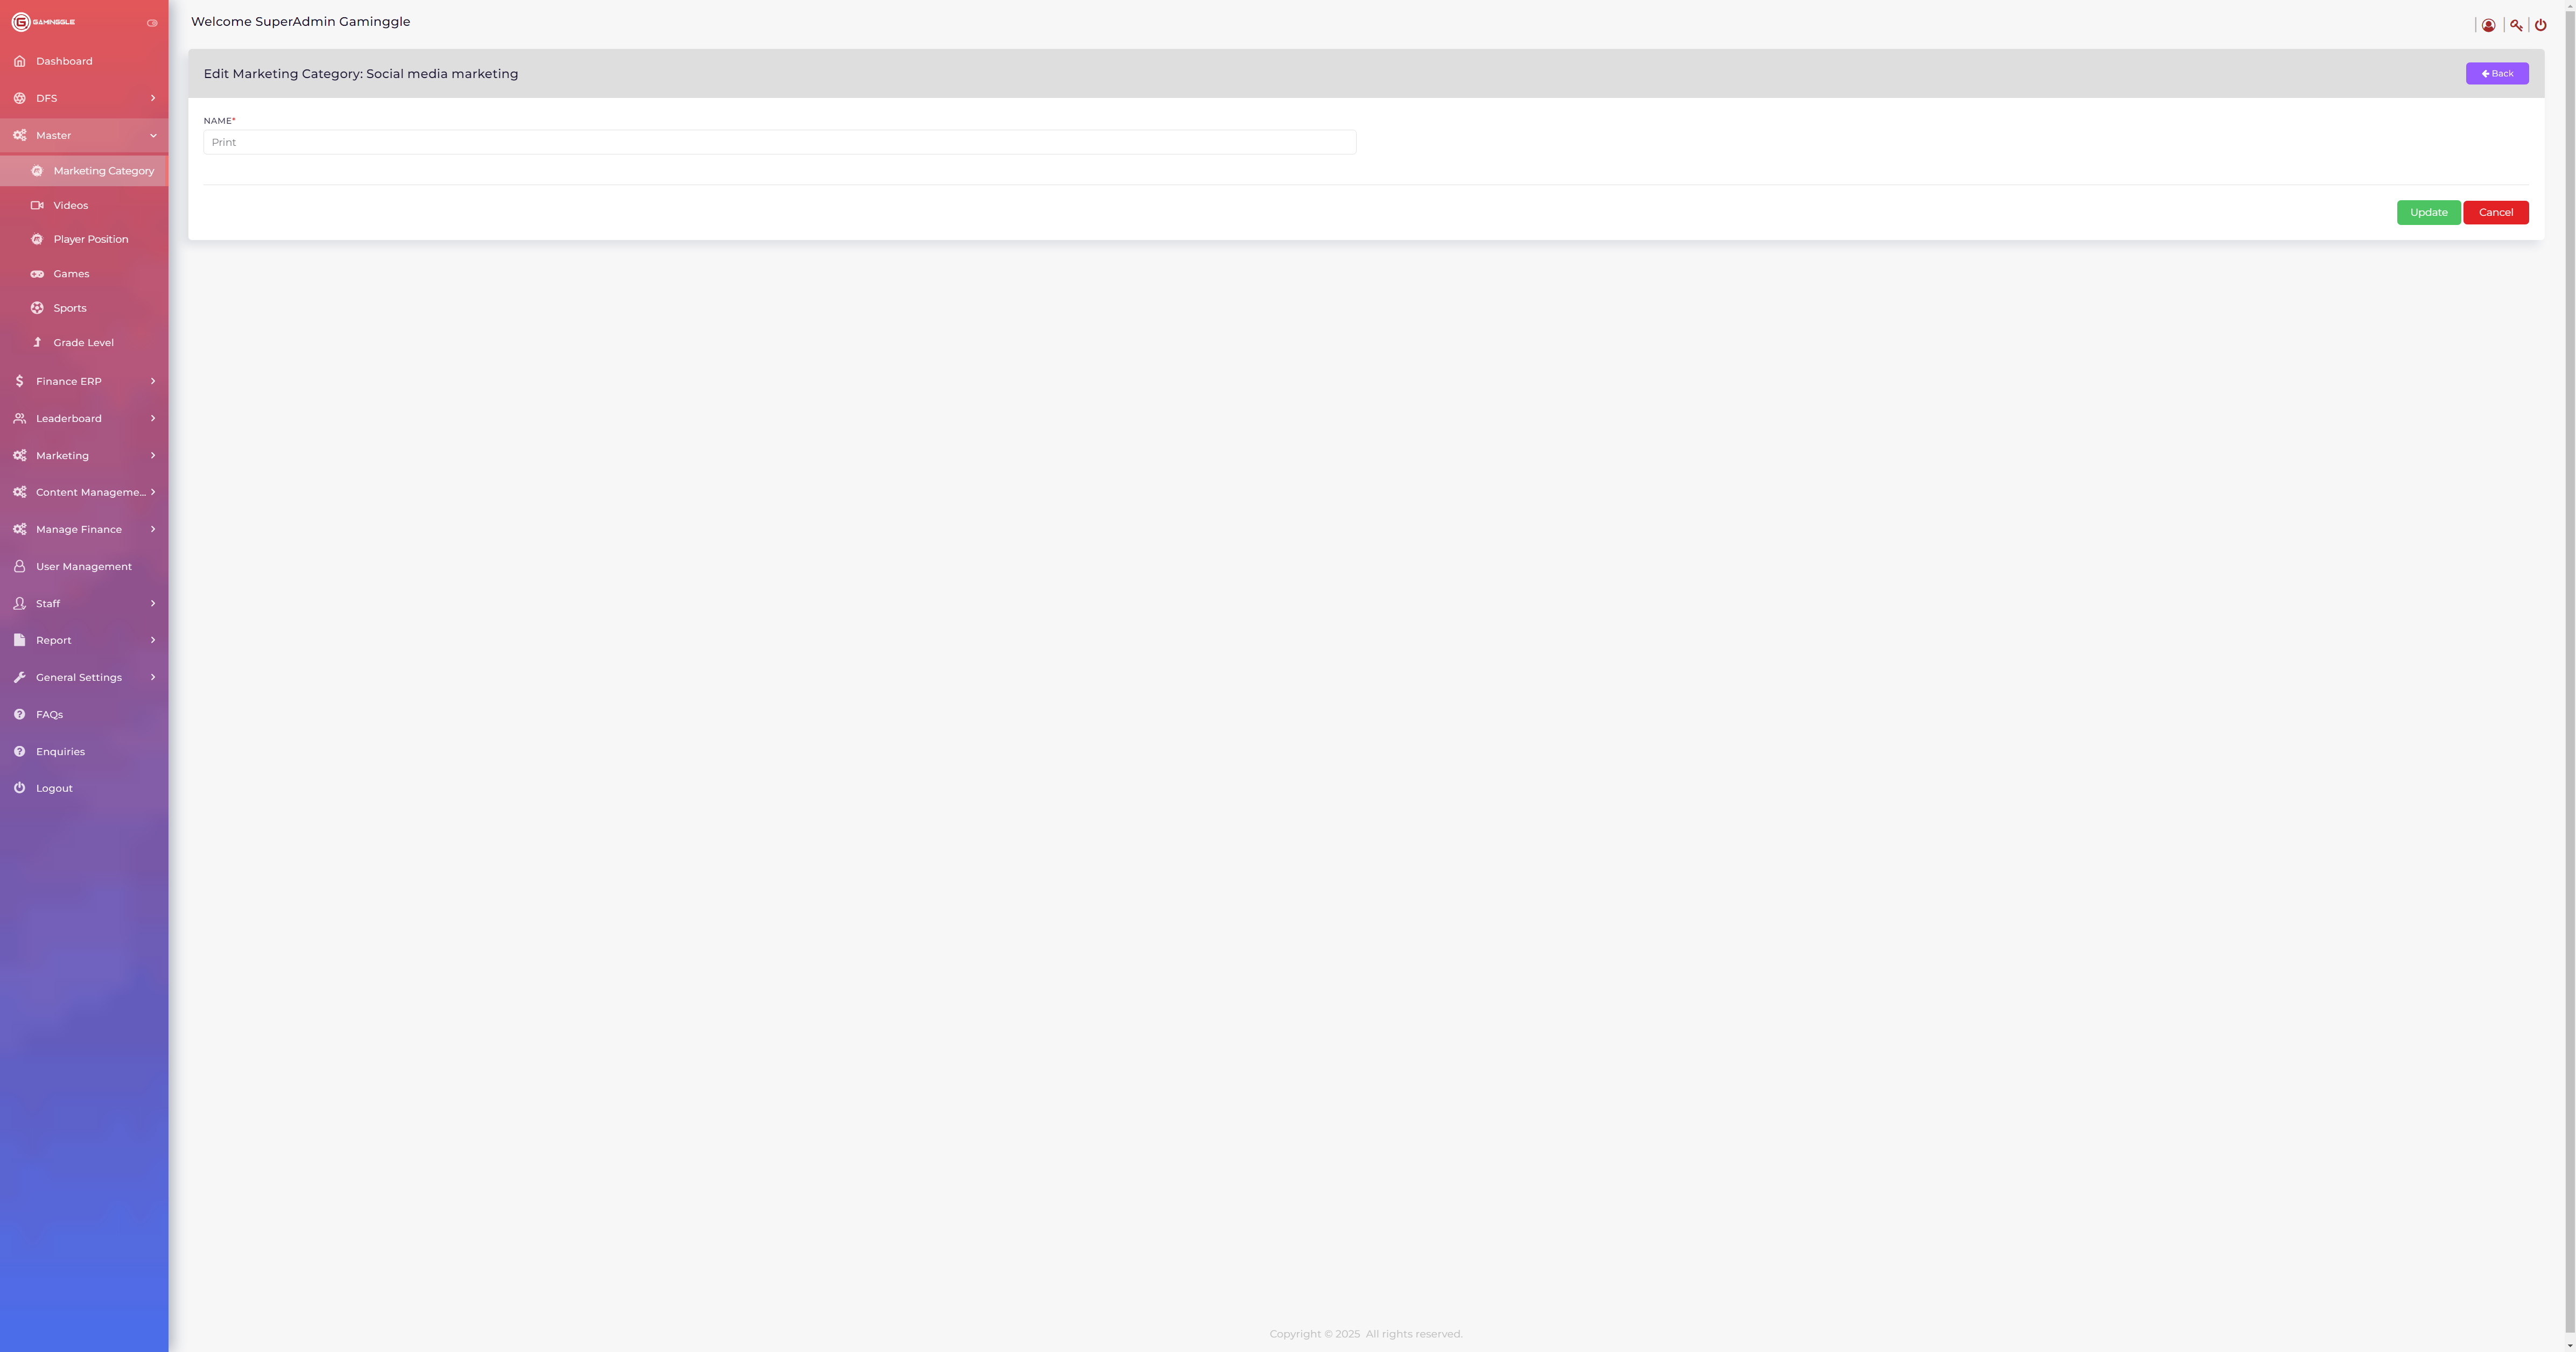 GAMINGGLE
Welcome SuperAdmin Gaminggle
Dashboard
DFS
Master
Marketing Category
Videos
Player Position
Games
Sports
Grade Level
Finance ERP
Leaderboard
Marketing
Content Manageme...
Manage Finance
User Management
Staff
Report
General Settings
FAQs
Enquiries
Logout
Edit Marketing Category: Social media marketing
Back
NAME*
Print
Update
Cancel
Copyright © 2025 All rights reserved.